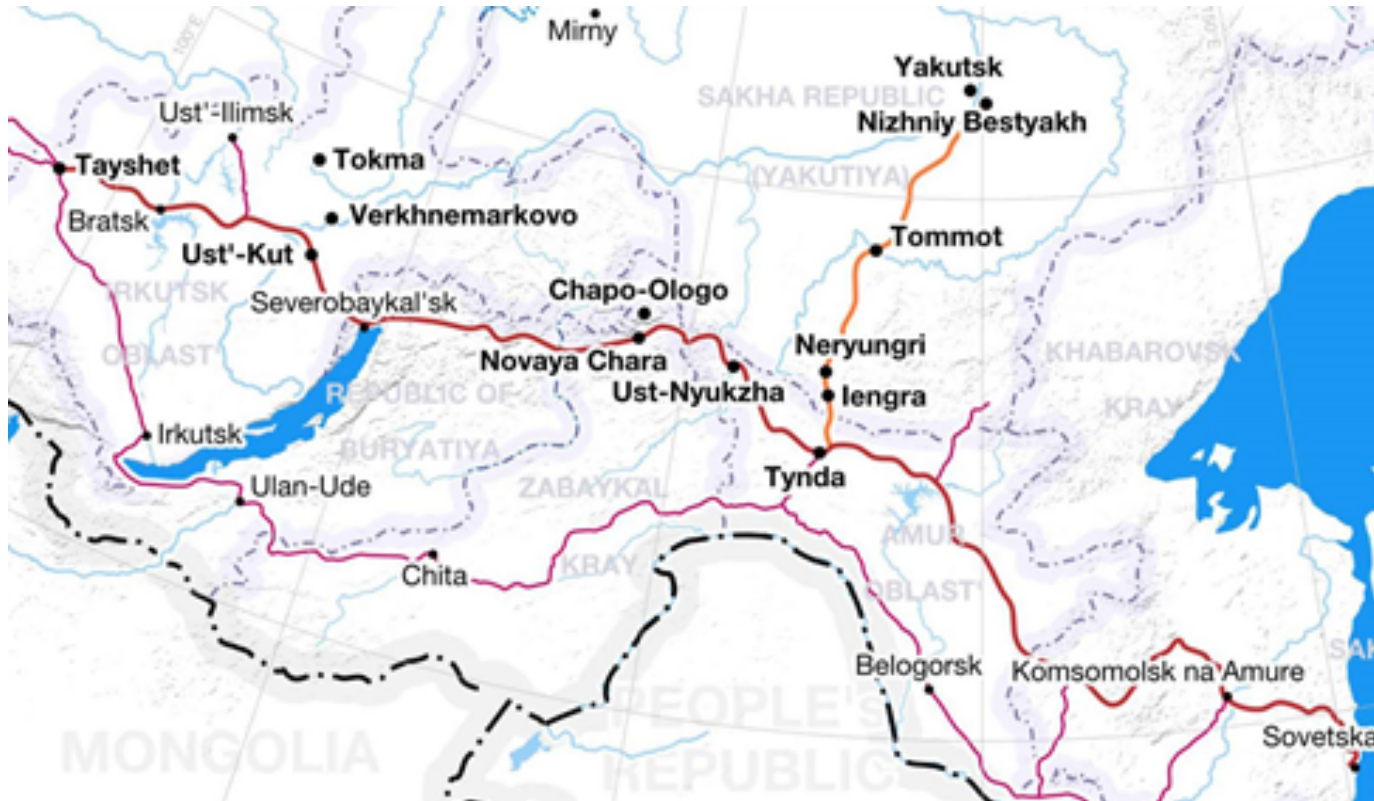 Mirny
100°E
Yakutsk
SAKHA REPUBLIC
Nizhniy Bestyakh
Ust'-Ilimsk
Tayshet
Tokma
(YAKUTIYA)
Bratsk
Verkhnemarkovo
Tommot
Ust'-Kut
IRKUTSK
Chapo-Ologo
Severobaykal'sk
OBLAST'
Novaya Chara
Neryungri
KHABAROVSK
Ust-Nyukzha
Iengra
REPUBLIC OF
KRAY
Irkutsk
BURYATIYA
Tynda
Ulan-Ude
ZABAYKAL
AMUR
Chita
KRAY
OBLAST'
Belogorsk
Komsomolsk na Amure
SAK
PEOPLE's
Sovetska
MONGOLIA
REPUBLIC